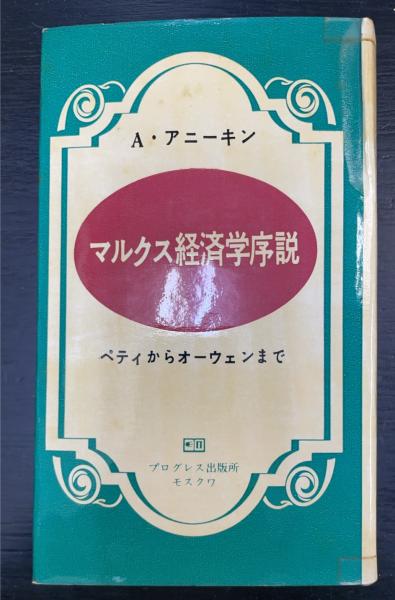 A・アニーキン
マルクス経済学序説
ペティからオーウェンまで
プログレス出版所
モスクワ